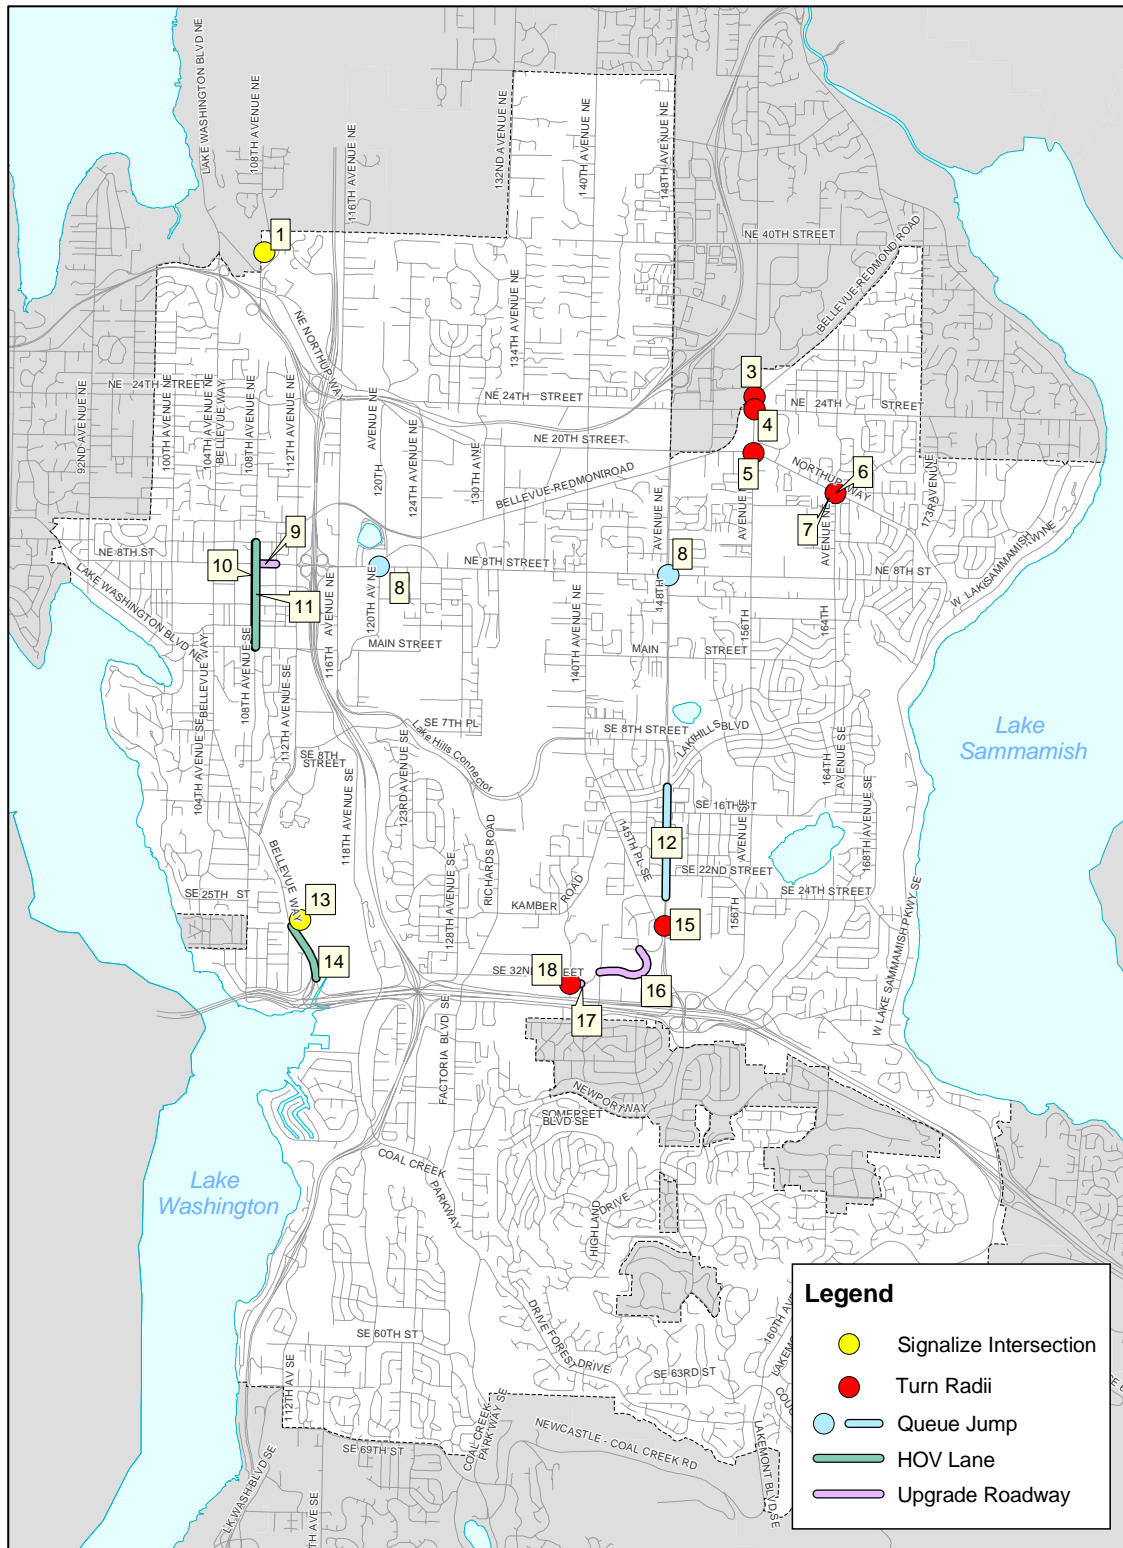 LAKE WASHINGTON BLVD NE
108TH AVENUE NE
116TH AVENUE NE
132ND AVENUE NE
140TH AVENUE NE
148TH AVENUE NE
1
NE 40TH STREET
BELLEVUE-REDMOND ROAD
134TH AVENUE NE
NE NORTHUP WAY
3
NE 24TH STREET
NE 24TH STREET
NE 24TH STREE
4
92ND AVENUE NE
100TH AVENUE NE
104TH AVENUE NE
BELLEVUE WAY
108TH AVENUE NE
112TH AVENUE NE
120TH AVENUE NE
124TH AVENUE NE
130TH AVENUE
NE 20TH STREET
BELLEVUE-REDMOND ROAD
5
NORTHUP WAY
6
7
173RD AVENUE NE
148TH AVENUE NE
156TH AVENUE
164TH AVENUE NE
9
10
11
NE 8TH ST
NE 8TH STREET
NE 8TH ST
8
8
LAKE WASHINGTON BLVD NE
116TH AVENUE NE
120TH AV NE
140TH AVENUE NE
MAIN STREET
MAIN STREET
BELLEVUE WAY
104TH AVENUE SE
108TH AVENUE SE
112TH AVENUE SE
SE 7TH PL
Lake Hills Connector
SE 8TH STREET
SE 8TH STREET
118TH AVENUE SE
123RD AVENUE SE
Lake
Sammamish
164TH AVENUE SE
168TH AVENUE SE
SE 16TH ST
12
145TH PL SE
SE 22ND STREET
SE 24TH STREET
156TH AVENUE SE
BELLEVUE WAY
SE 25TH ST
13
14
128TH AVENUE SE
RICHARDS ROAD
KAMBER ROAD
15
16
SE 32ND STREET
18
17
W LAKE SAMMAMISH PKWY SE
FACTORIA BLVD SE
NEWPORT WAY
SOMERSET
BLVD SE
COAL CREEK
PARKWAY
HIGHLAND
DRIVE
Lake
Washington
SE 60TH ST
FOREST DRIVE
DRIVE
SE 63RD ST
160TH AVE
112TH AV SE
SE 69TH ST
COAL CREEK
PARKWAY SE
NEWCASTLE - COAL CREEK RD
LAKEMONT BLVD SE
LK WASH BLVD SE
TH AVE SE
Legend
Signalize Intersection
Turn Radii
Queue Jump
HOV Lane
Upgrade Roadway